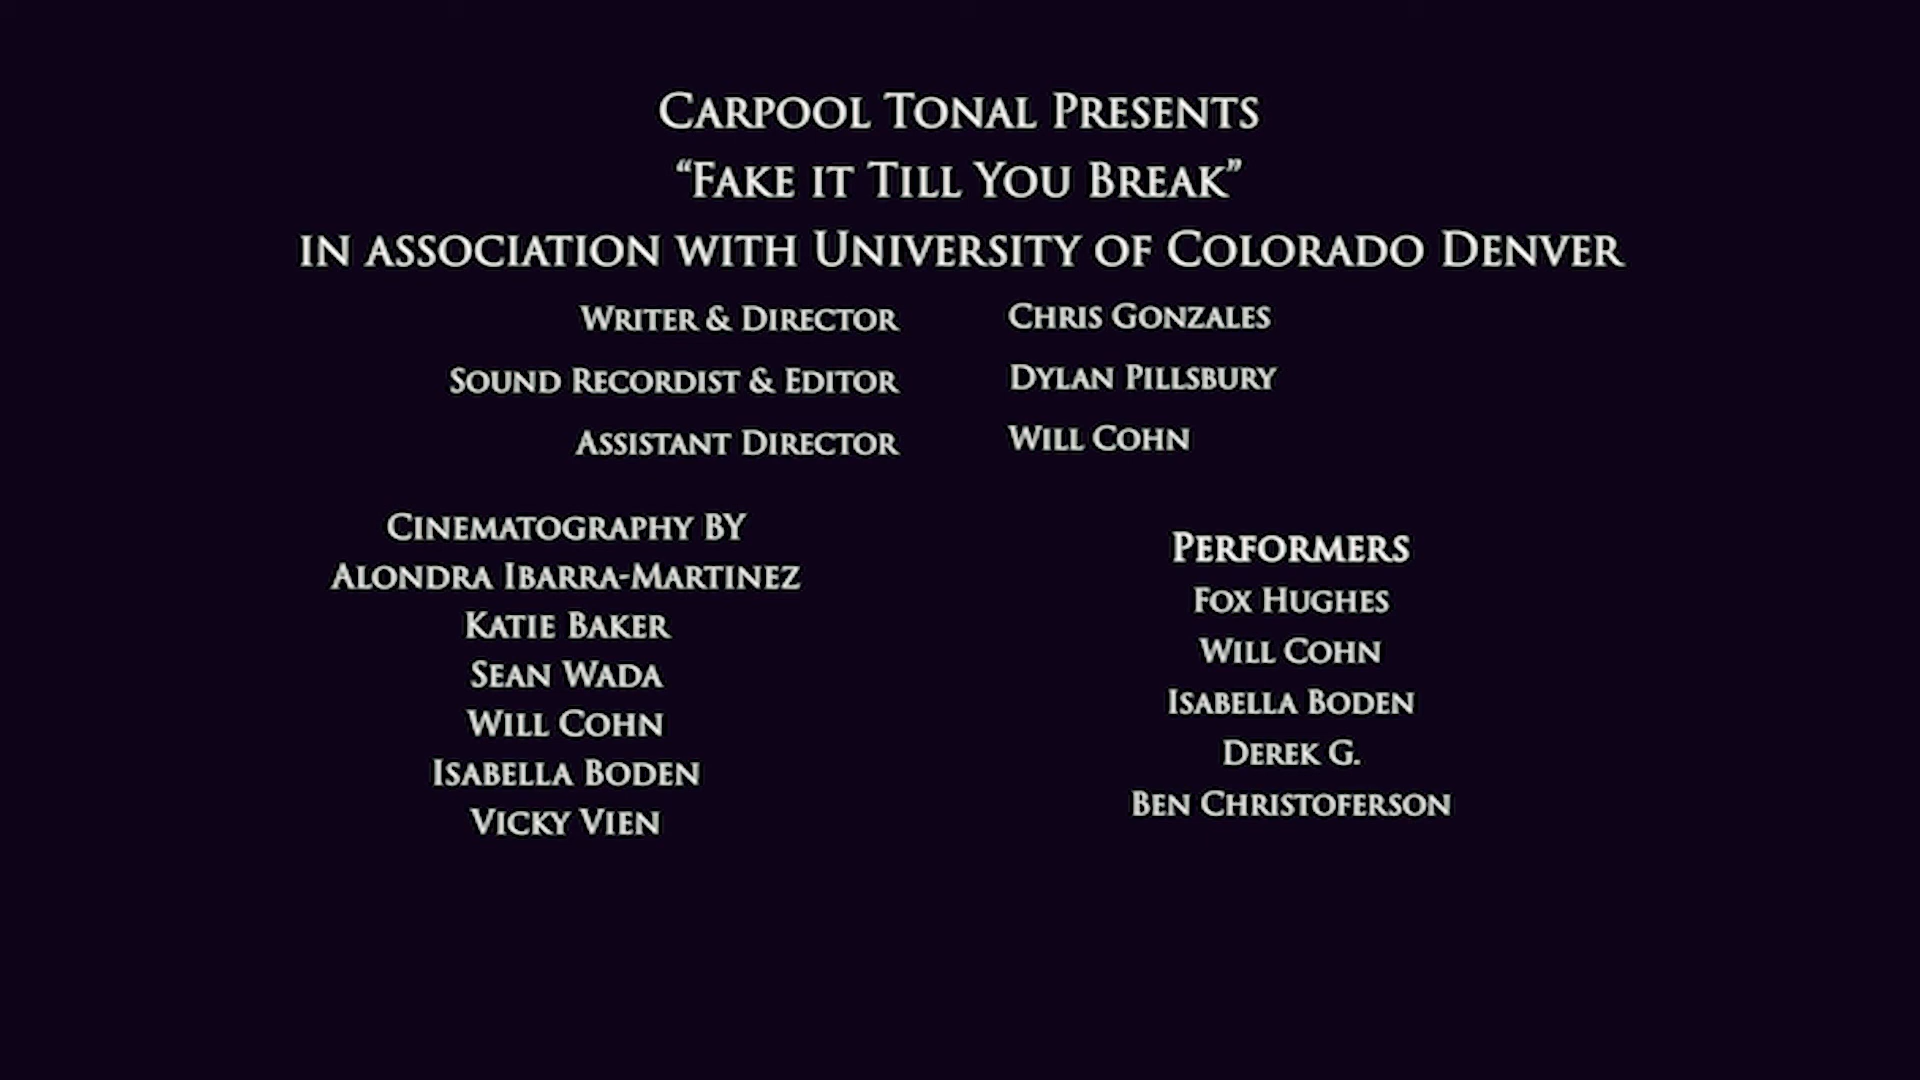 Carpool Tonal Presents
“Fake it Till You Break”
in association with University of Colorado Denver
Writer & Director Chris Gonzales
Sound Recordist & Editor Dylan Pillsbury
Assistant Director Will Cohn
Cinematography BY
Alondra Ibarra-Martinez
Katie Baker
Sean Wada
Will Cohn
Isabella Boden
Vicky Vien
Performers
Fox Hughes
Will Cohn
Isabella Boden
Derek G.
Ben Christoferson